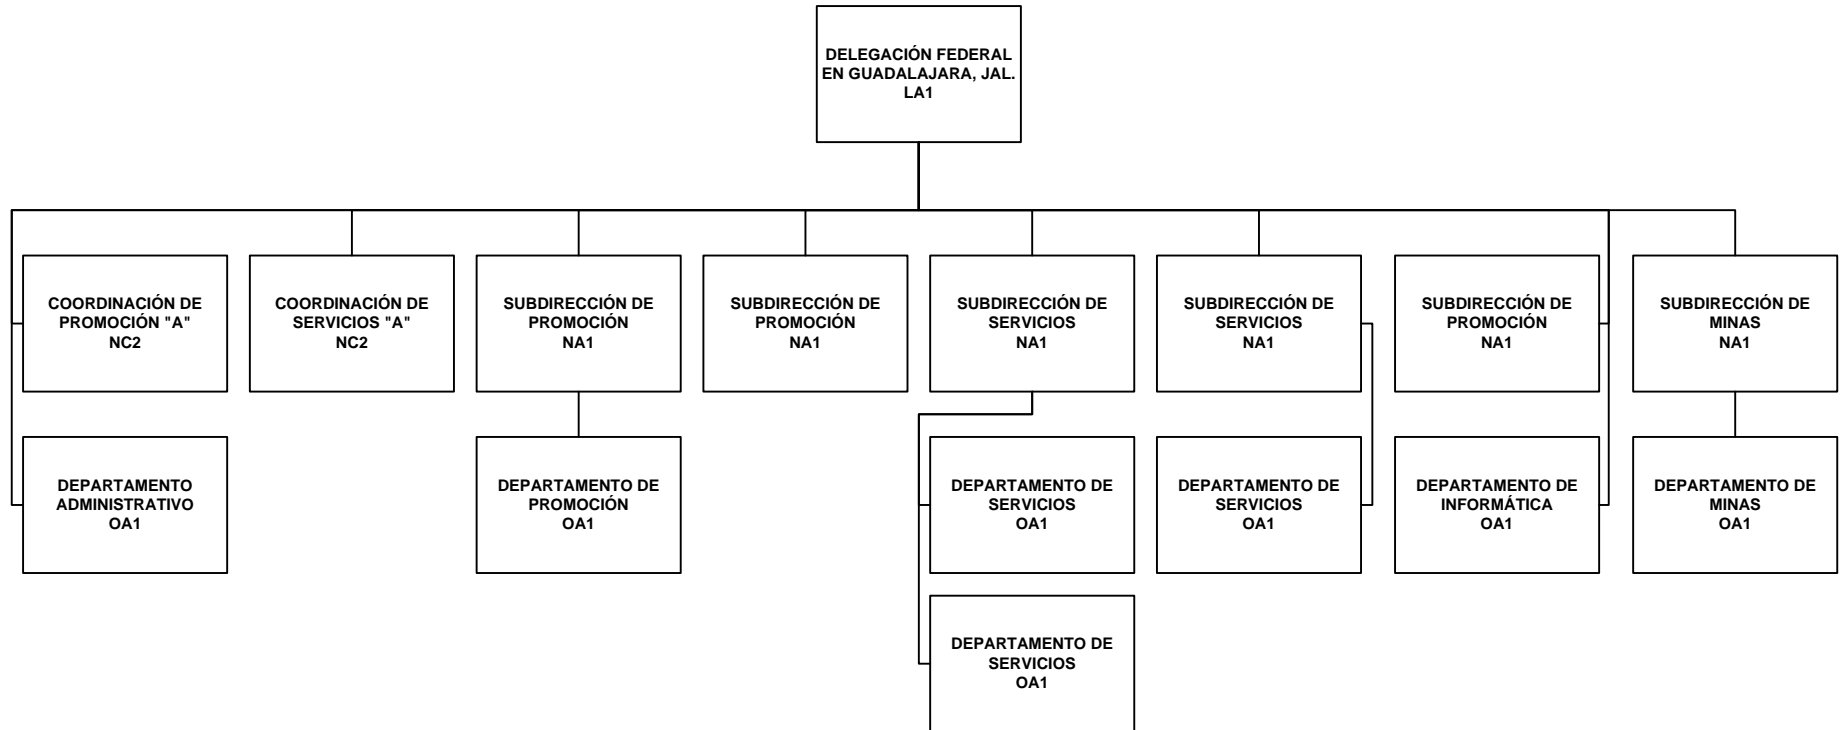 DELEGACIÓN FEDERAL
EN GUADALAJARA, JAL.
LA1
COORDINACIÓN DE
PROMOCIÓN "A"
NC2
COORDINACIÓN DE
SERVICIOS "A"
NC2
SUBDIRECCIÓN DE
PROMOCIÓN
NA1
SUBDIRECCIÓN DE
PROMOCIÓN
NA1
SUBDIRECCIÓN DE
SERVICIOS
NA1
SUBDIRECCIÓN DE
SERVICIOS
NA1
SUBDIRECCIÓN DE
PROMOCIÓN
NA1
SUBDIRECCIÓN DE
MINAS
NA1
DEPARTAMENTO
ADMINISTRATIVO
OA1
DEPARTAMENTO DE
PROMOCIÓN
OA1
DEPARTAMENTO DE
SERVICIOS
OA1
DEPARTAMENTO DE
SERVICIOS
OA1
DEPARTAMENTO DE
INFORMÁTICA
OA1
DEPARTAMENTO DE
MINAS
OA1
DEPARTAMENTO DE
SERVICIOS
OA1